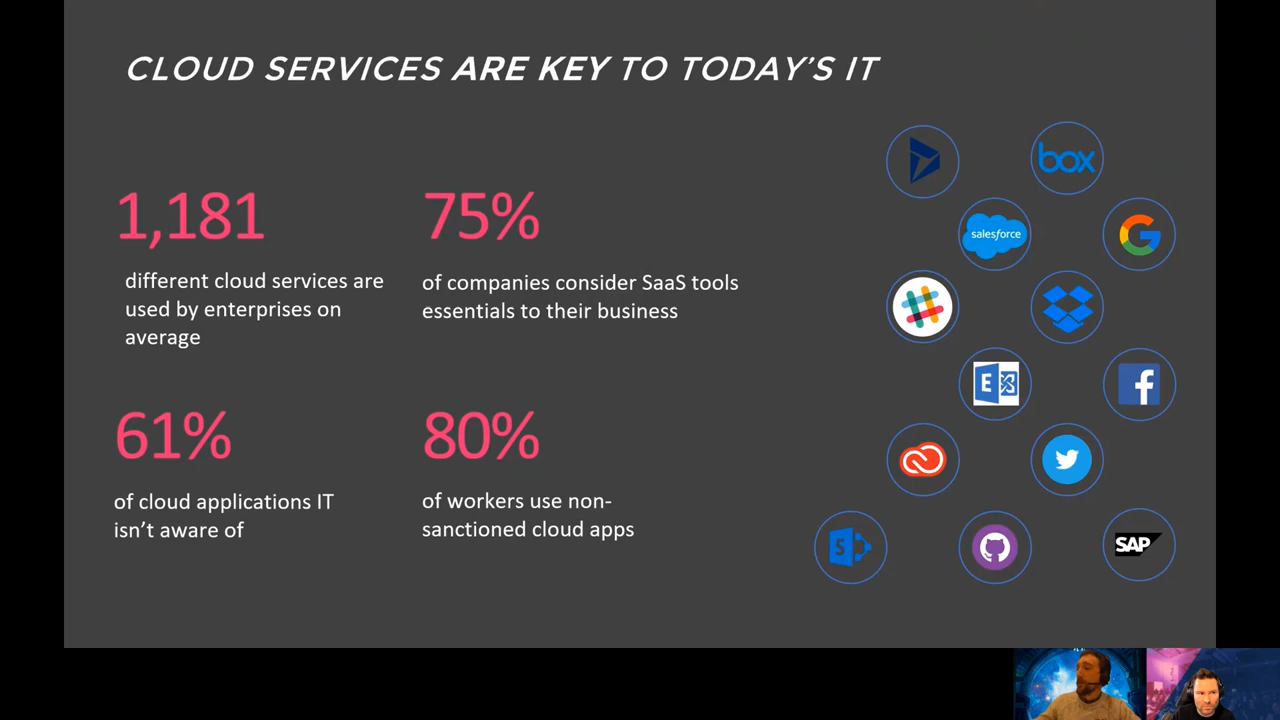 CLOUD SERVICES ARE KEY TO TODAY'S IT
1,181
different cloud services are
used by enterprises on
average
75%
of companies consider SaaS tools
essentials to their business
61%
of cloud applications IT
isn't aware of
80%
of workers use non-
sanctioned cloud apps
box
salesforce
G
E
f
S
SAP